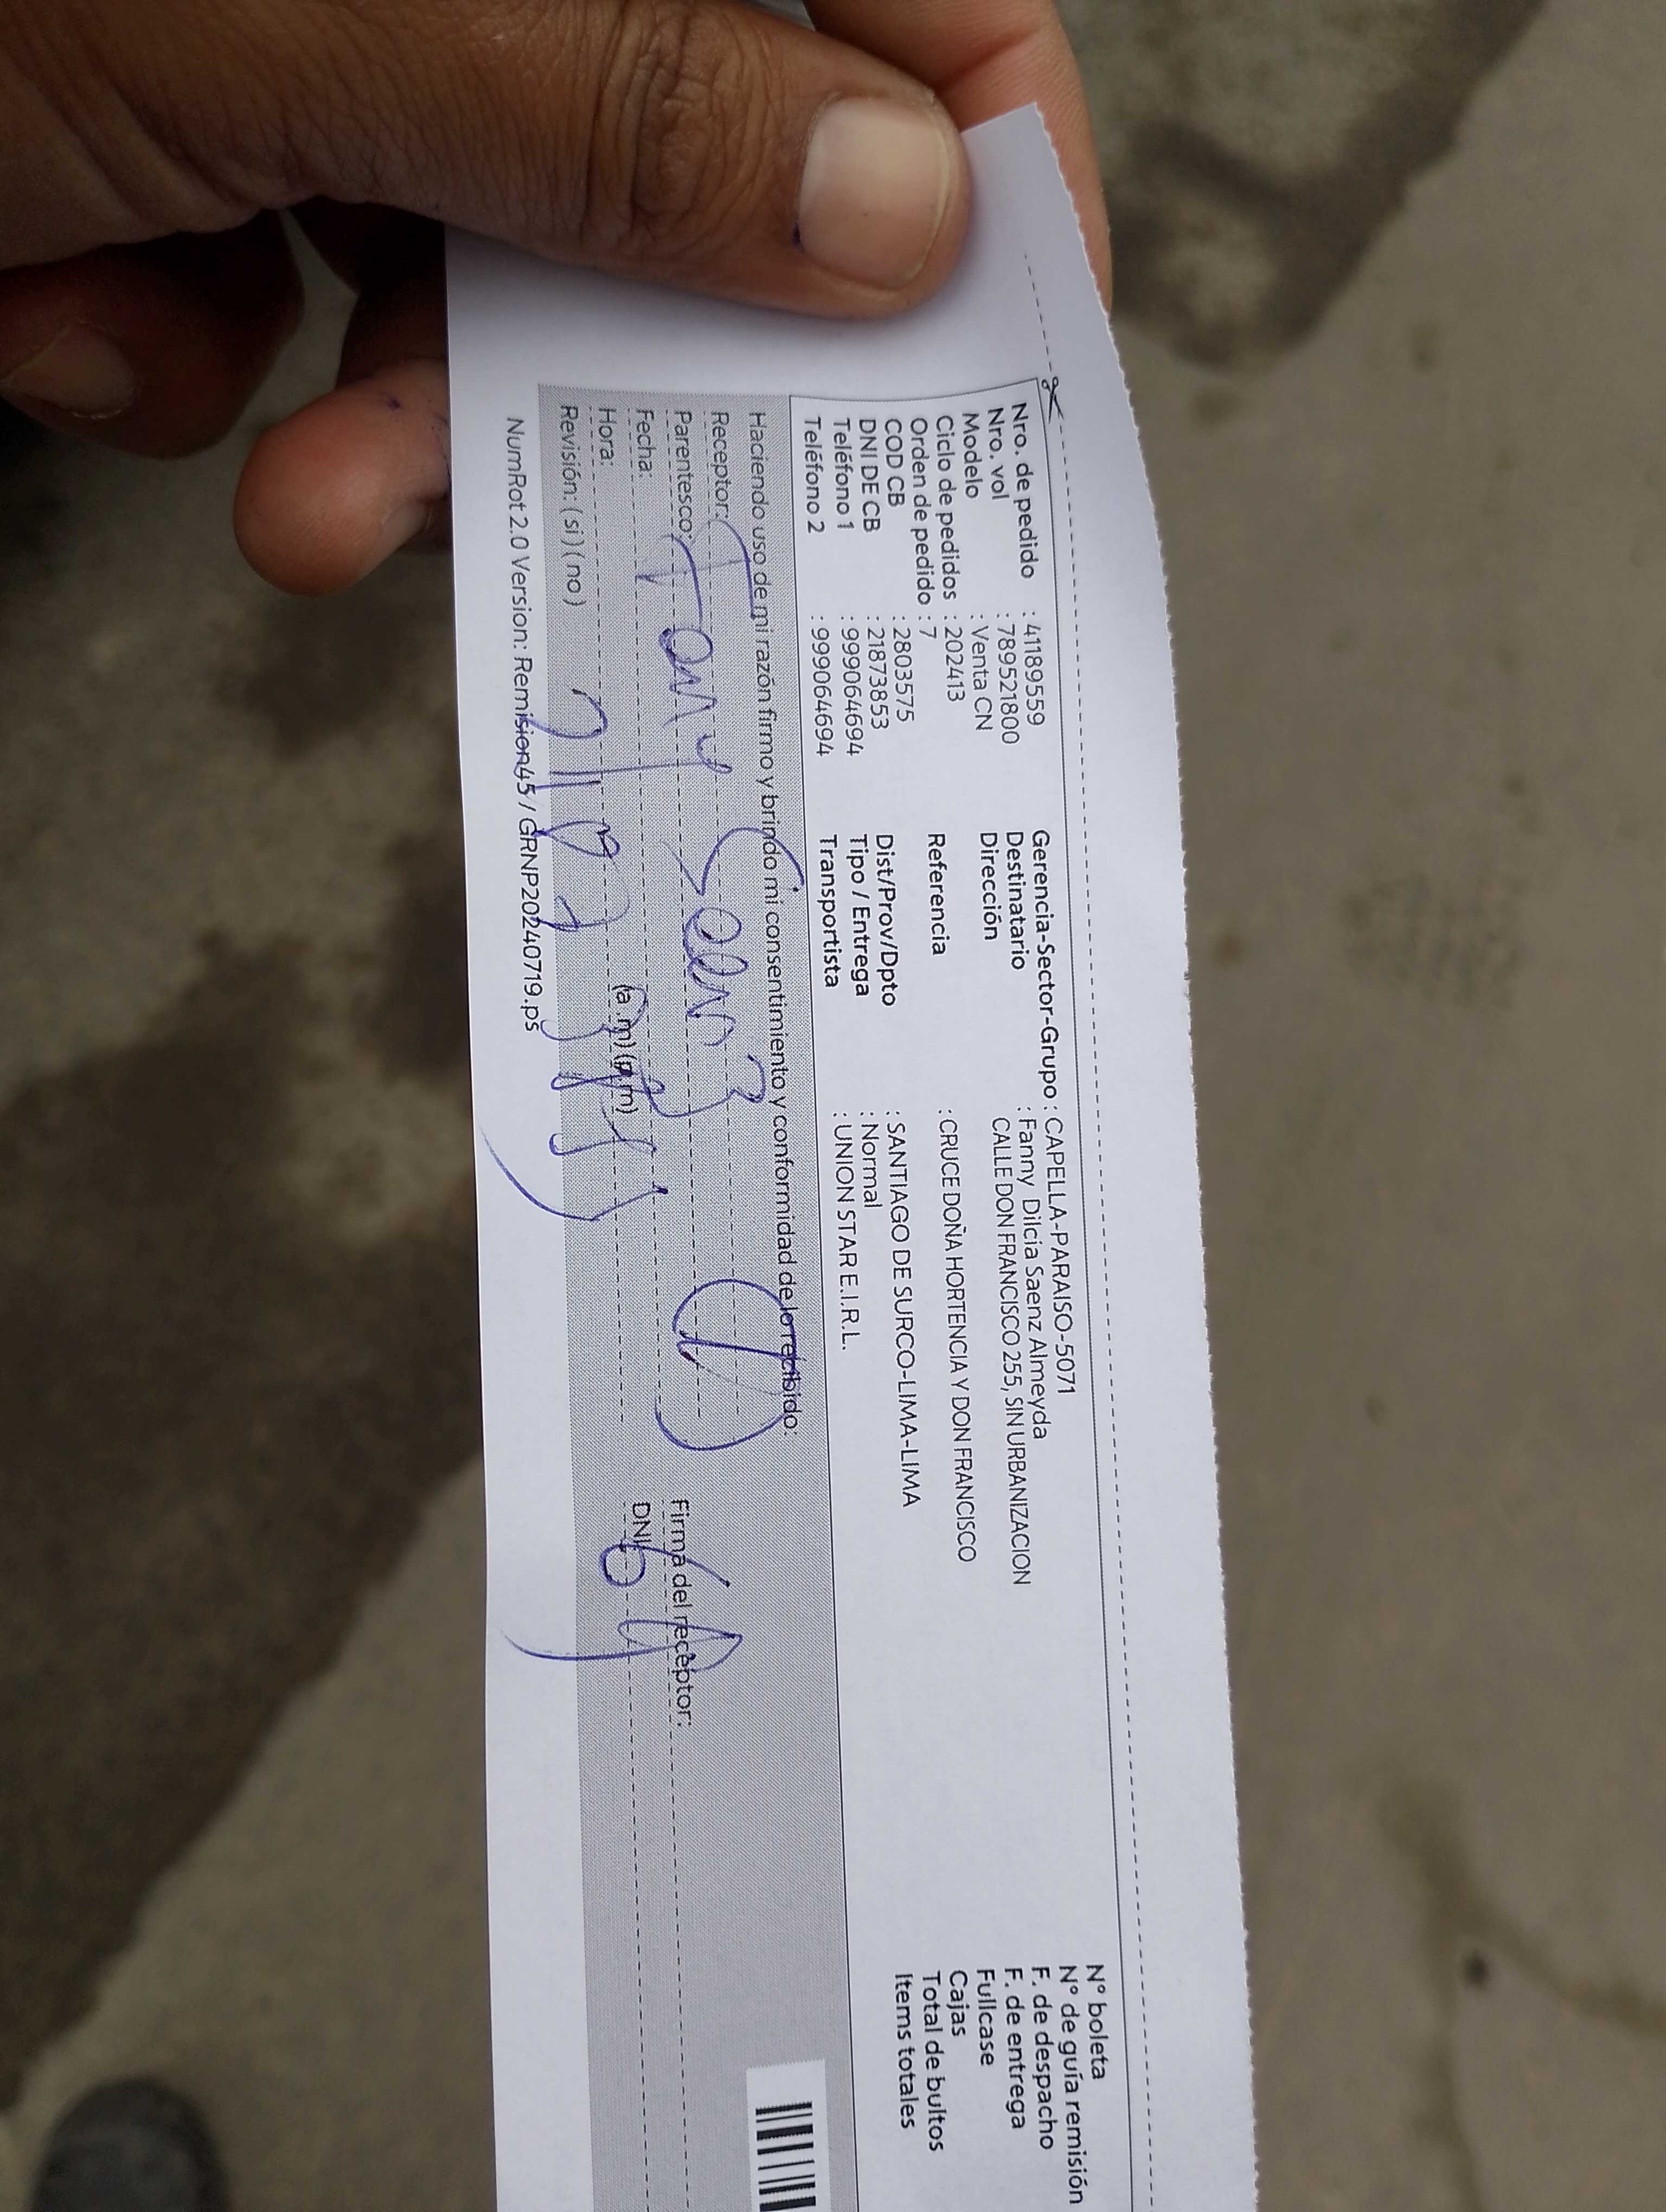 Nro. de pedido : 41189559
Nro. vol : 789521800
Modelo : Venta CN
Ciclo de pedidos : 202413
Orden de pedido : 7
COD CB : 2803575
DNI DE CB : 21873853
Teléfono 1 : 999064694
Teléfono 2 : 999064694
Gerencia-Sector-Grupo : CAPELLA-PARAISO-5071
Destinatario : Fanny Dilcia Saenz Almeyda
Dirección CALLE DON FRANCISCO 255, SIN URBANIZACION
Referencia : CRUCE DOÑA HORTENCIA Y DON FRANCISCO
Dist/Prov/Dpto : SANTIAGO DE SURCO-LIMA-LIMA
Tipo / Entrega : Normal
Transportista : UNION STAR E.I.R.L.
N° boleta
N° de guía remisión
F. de despacho
F. de entrega
Fullcase
Cajas
Total de bultos
Items totales
Haciendo uso de mi razón firmo y brindo mi consentimiento y conformidad de lo recibido:
Receptor:
Parentesco:
Fecha:
Hora: (a.m) (p.m)
Revisión: ( si ) ( no )
Firma del receptor:
DNI:
NumRot 2.0 Version: Remision45 / GRNP20240719.ps